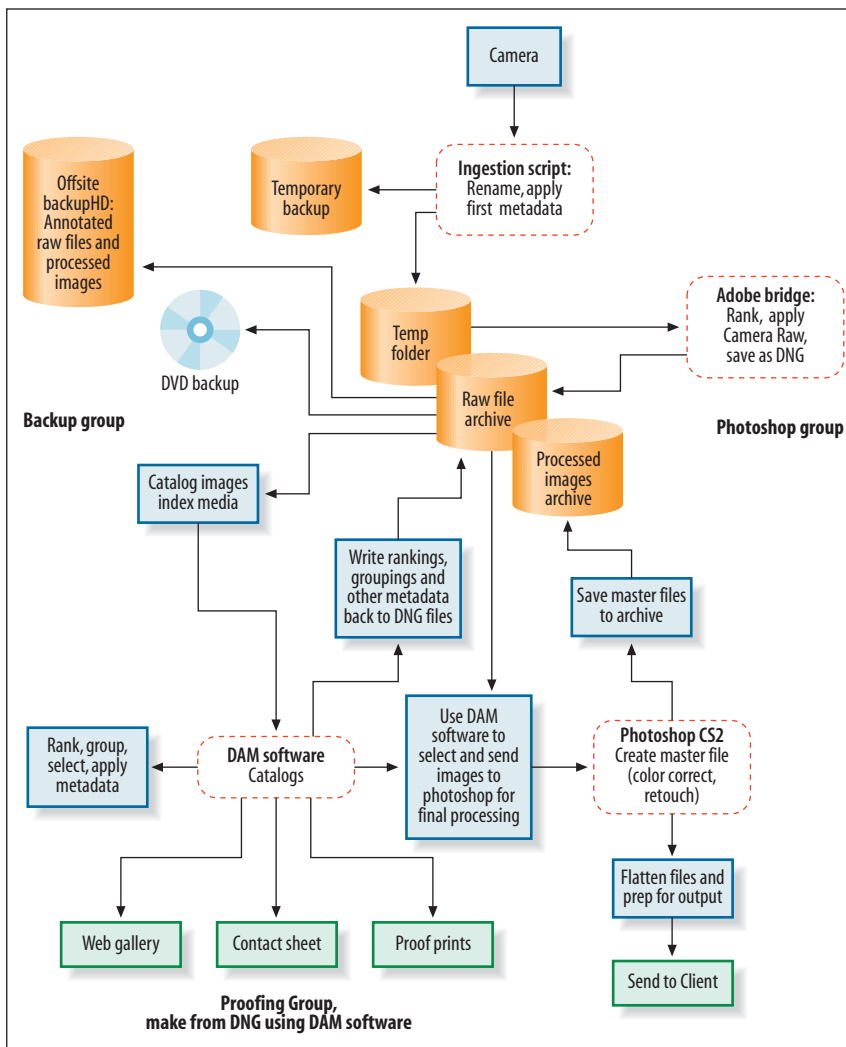 Camera
Ingestion script:
Rename, apply
first metadata
Temporary
backup
Offsite
backupHD:
Annotated
raw files and
processed
images
Temp
folder
Adobe bridge:
Rank, apply
Camera Raw,
save as DNG
DVD backup
Raw file
archive
Backup group
Photoshop group
Processed
images
archive
Catalog images
index media
Write rankings,
groupings and
other metadata
back to DNG files
Save master files
to archive
Rank, group,
select, apply
metadata
DAM software
Catalogs
Use DAM
software to
select and send
images to
photoshop for
final processing
Photoshop CS2
Create master file
(color correct,
retouch)
Flatten files and
prep for output
Web gallery
Contact sheet
Proof prints
Send to Client
Proofing Group,
make from DNG using DAM software